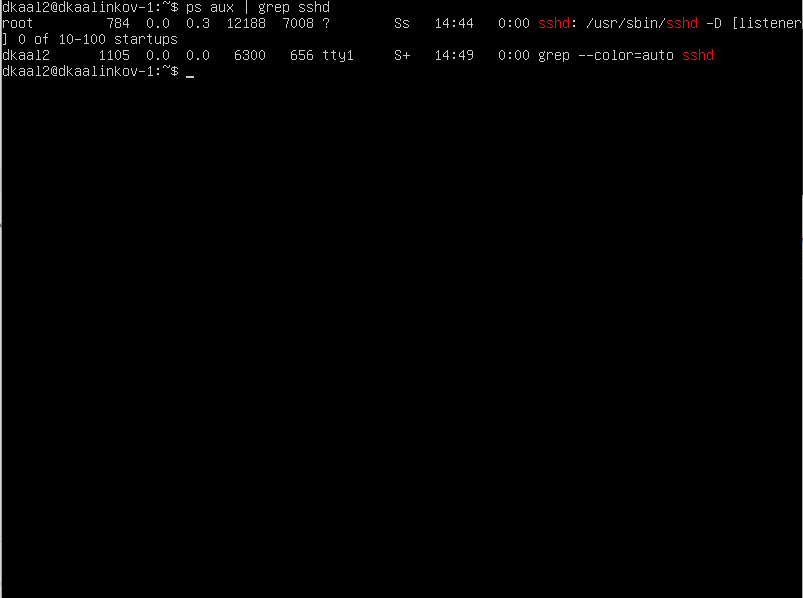 dkaal2@dkaalinkov-1:~$ ps aux | grep sshd
root         784  0.0  0.3  12188  7008 ?        Ss   14:44   0:00 sshd: /usr/sbin/sshd -D [listener
] 0 of 10-100 startups
dkaal2      1105  0.0  0.0   6300   656 tty1     S+   14:49   0:00 grep --color=auto sshd
dkaal2@dkaalinkov-1:~$ _